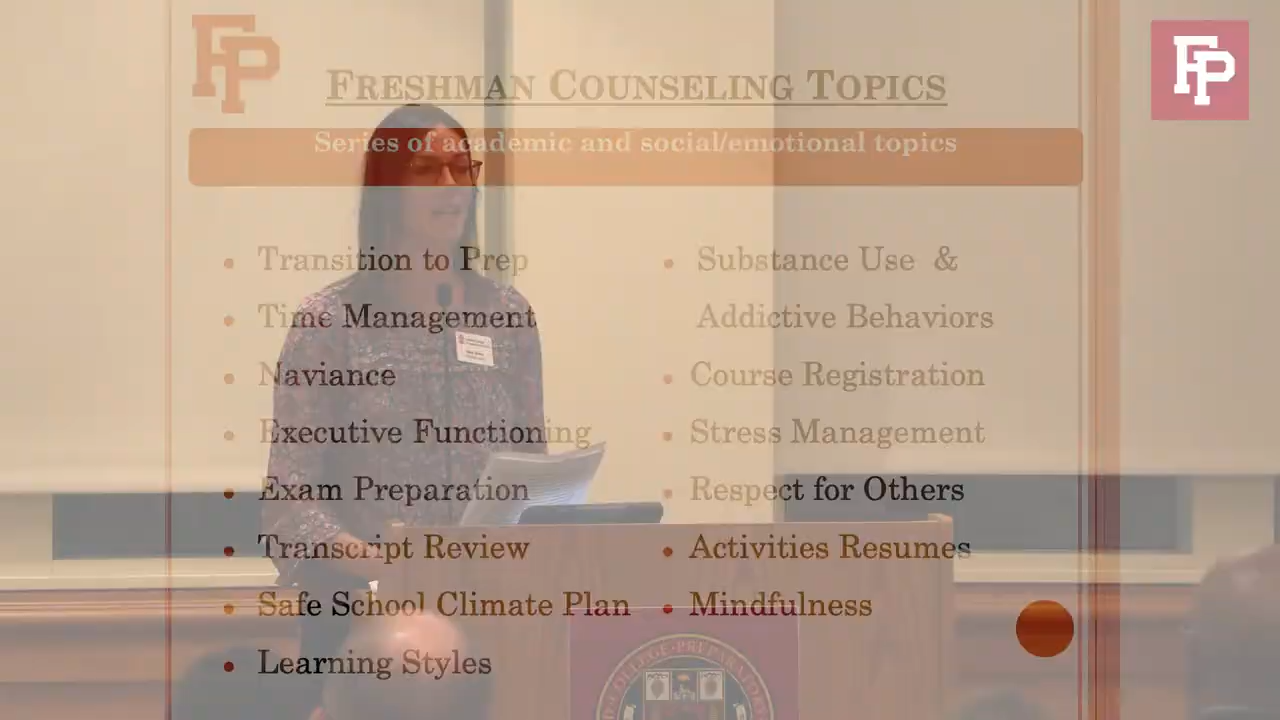 FP
FP
FRESHMAN COUNSELING TOPICS
Series of academic and social/emotional topics
• Transition to Prep
• Time Management
• Naviance
• Executive Functioning
• Exam Preparation
• Transcript Review
• Safe School Climate Plan
• Learning Styles
• Substance Use &
Addictive Behaviors
• Course Registration
• Stress Management
• Respect for Others
• Activities Resumes
• Mindfulness
COLLEGE·PREPARATO